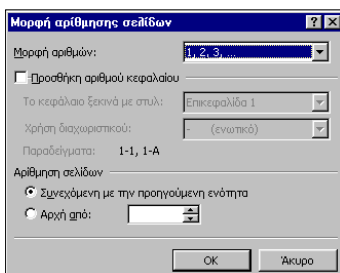 Μορφή αρίθμησης σελίδων
Μορφή αριθμών: 1, 2, 3, ...
Προσθήκη αριθμού κεφαλαίου
Το κεφάλαιο ξεκινά με στυλ: Επικεφαλίδα 1
Χρήση διαχωριστικού: - (ενωτικό)
Παραδείγματα: 1-1, 1-A
Αρίθμηση σελίδων
Συνεχόμενη με την προηγούμενη ενότητα
Αρχή από:
OK Άκυρο